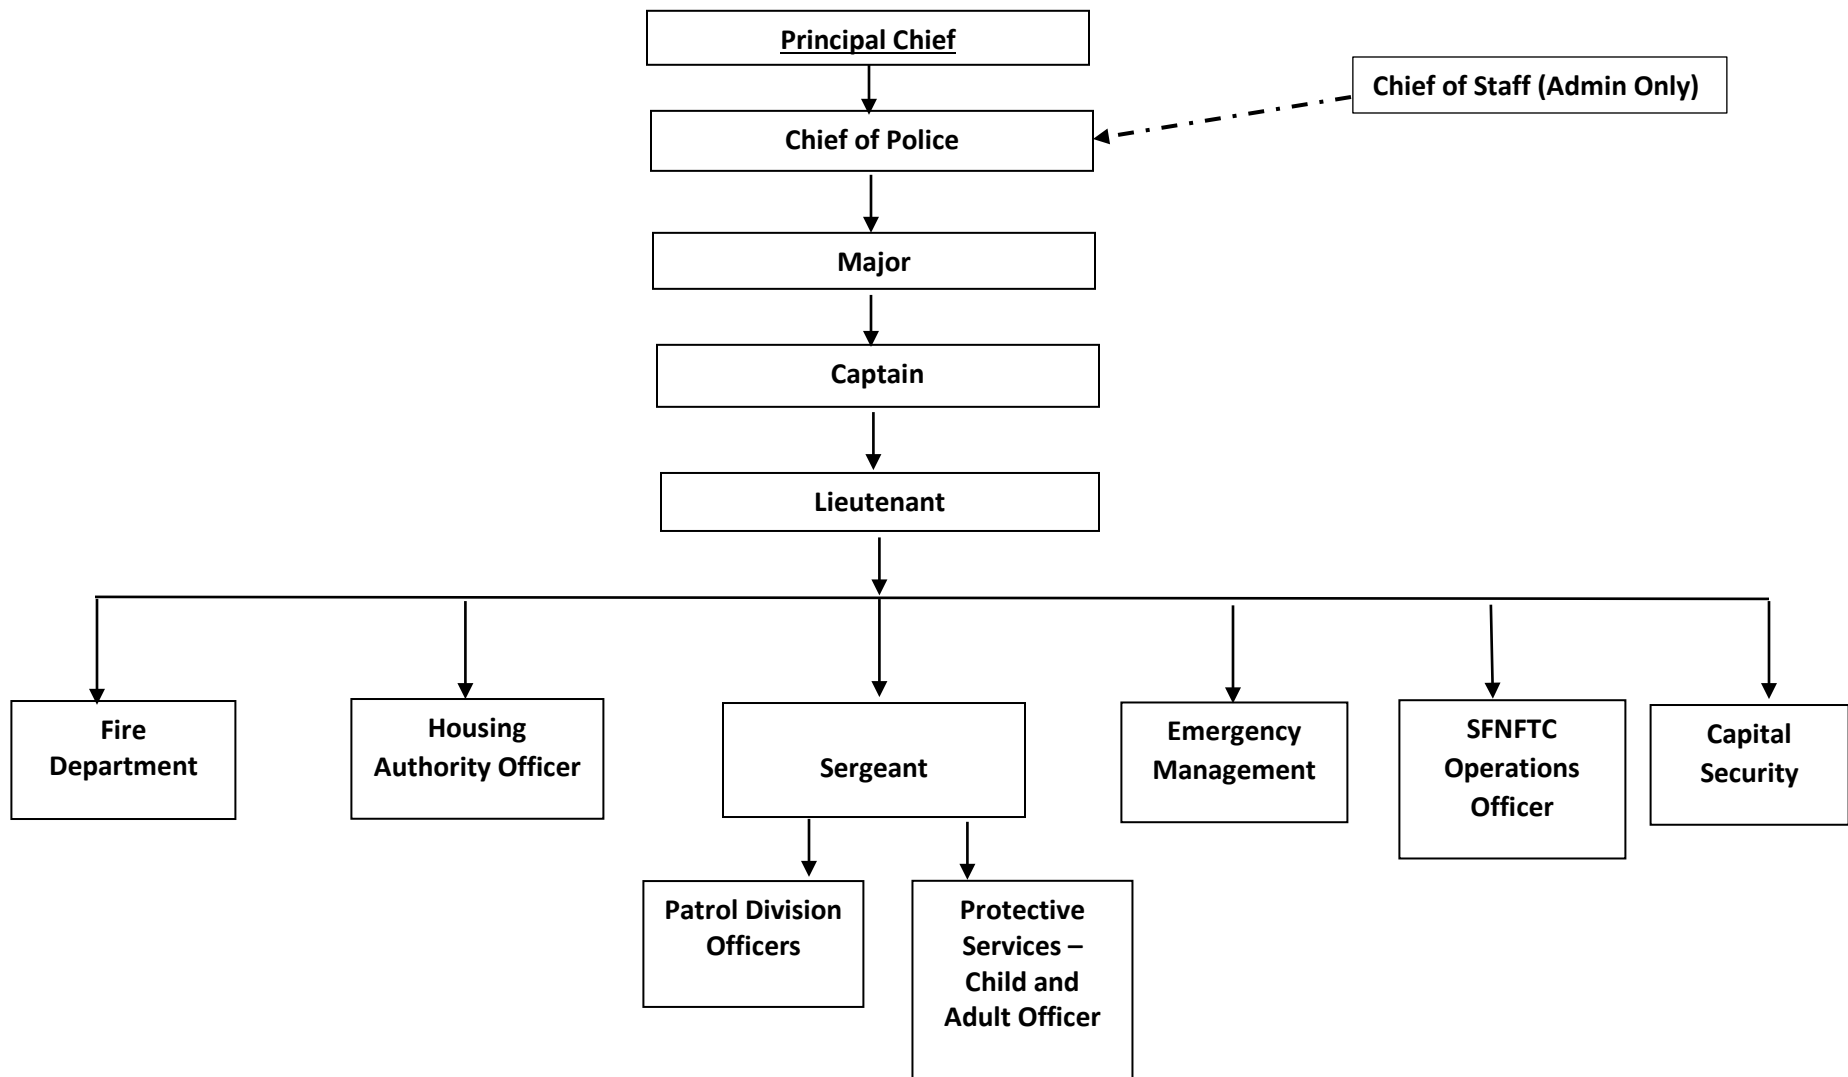 Principal Chief
Chief of Staff (Admin Only)
Chief of Police
Major
Captain
Lieutenant
Fire
Department
Housing
Authority Officer
Sergeant
Emergency
Management
SFNFTC
Operations
Officer
Capital
Security
Patrol Division
Officers
Protective
Services –
Child and
Adult Officer